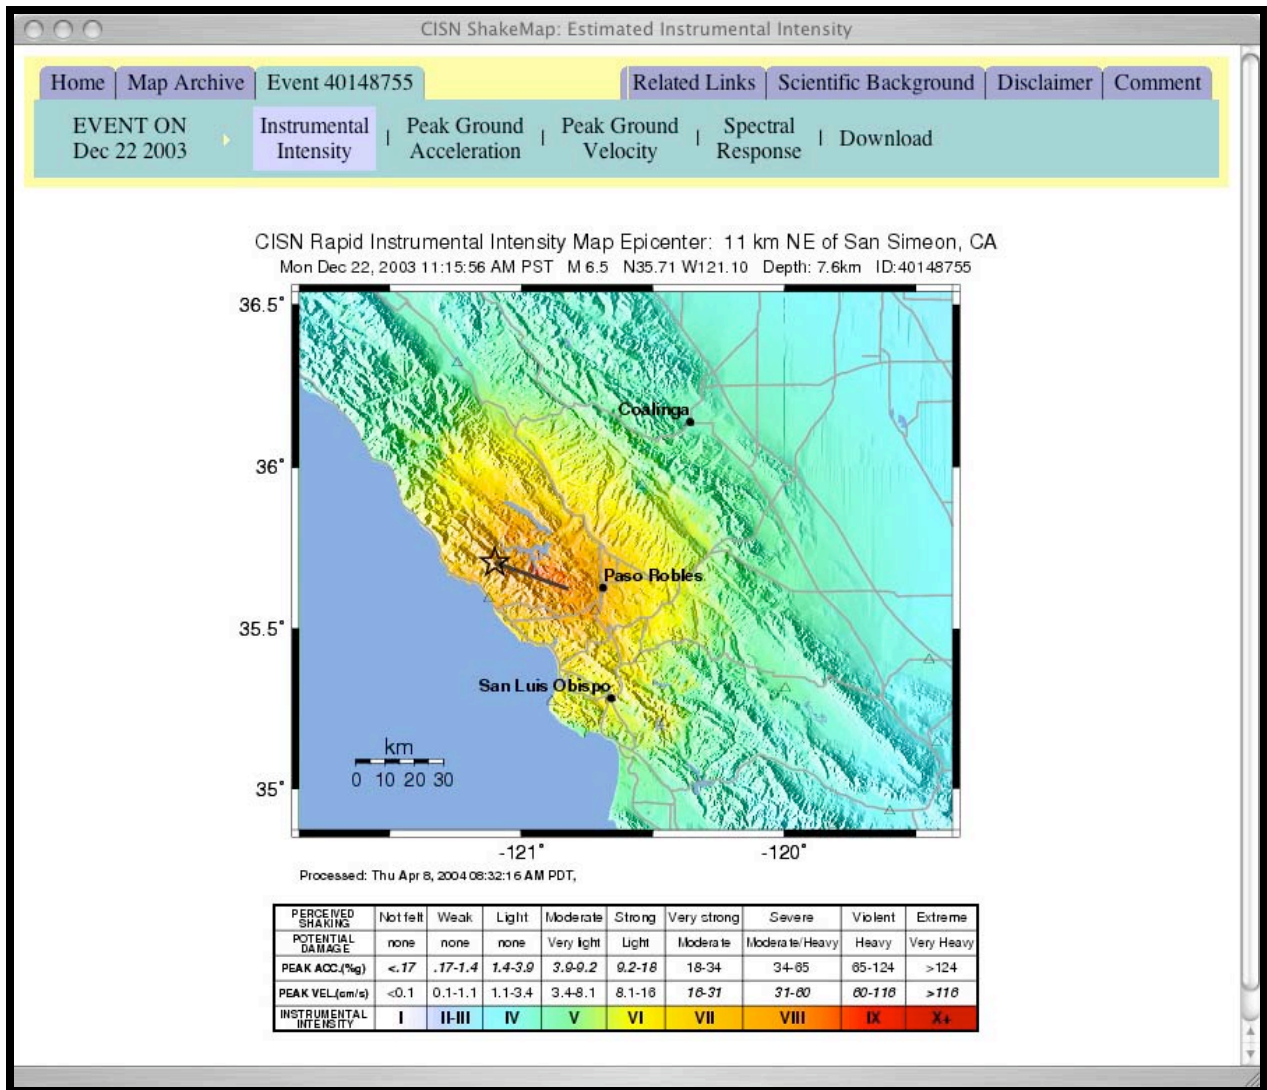 CISN ShakeMap: Estimated Instrumental Intensity
Home Map Archive Event 40148755 Related Links Scientific Background Disclaimer Comment
EVENT ON
Dec 22 2003
Instrumental
Intensity
Peak Ground
Acceleration
Peak Ground
Velocity
Spectral
Response
Download
CISN Rapid Instrumental Intensity Map Epicenter: 11 km NE of San Simeon, CA
Mon Dec 22, 2003 11:15:56 AM PST M 6.5 N35.71 W121.10 Depth: 7.6km ID:40148755
36.5°
36°
35.5°
35°
Coalinga
Paso Robles
San Luis Obispo
km
0 10 20 30
-121° -120°
Processed: Thu Apr 8, 2004 08:32:16 AM PDT,
PERCEIVED SHAKING Not felt Weak Light Moderate Strong Very strong Severe Violent Extreme
POTENTIAL DAMAGE none none none Very light Light Moderate Moderate/Heavy Heavy Very Heavy
PEAK ACC.(%g) <.17 .17-1.4 1.4-3.9 3.9-9.2 9.2-18 18-34 34-65 65-124 >124
PEAK VEL.(cm/s) <0.1 0.1-1.1 1.1-3.4 3.4-8.1 8.1-16 16-31 31-60 60-116 >116
INSTRUMENTAL INTENSITY I II-III IV V VI VII VIII IX X+